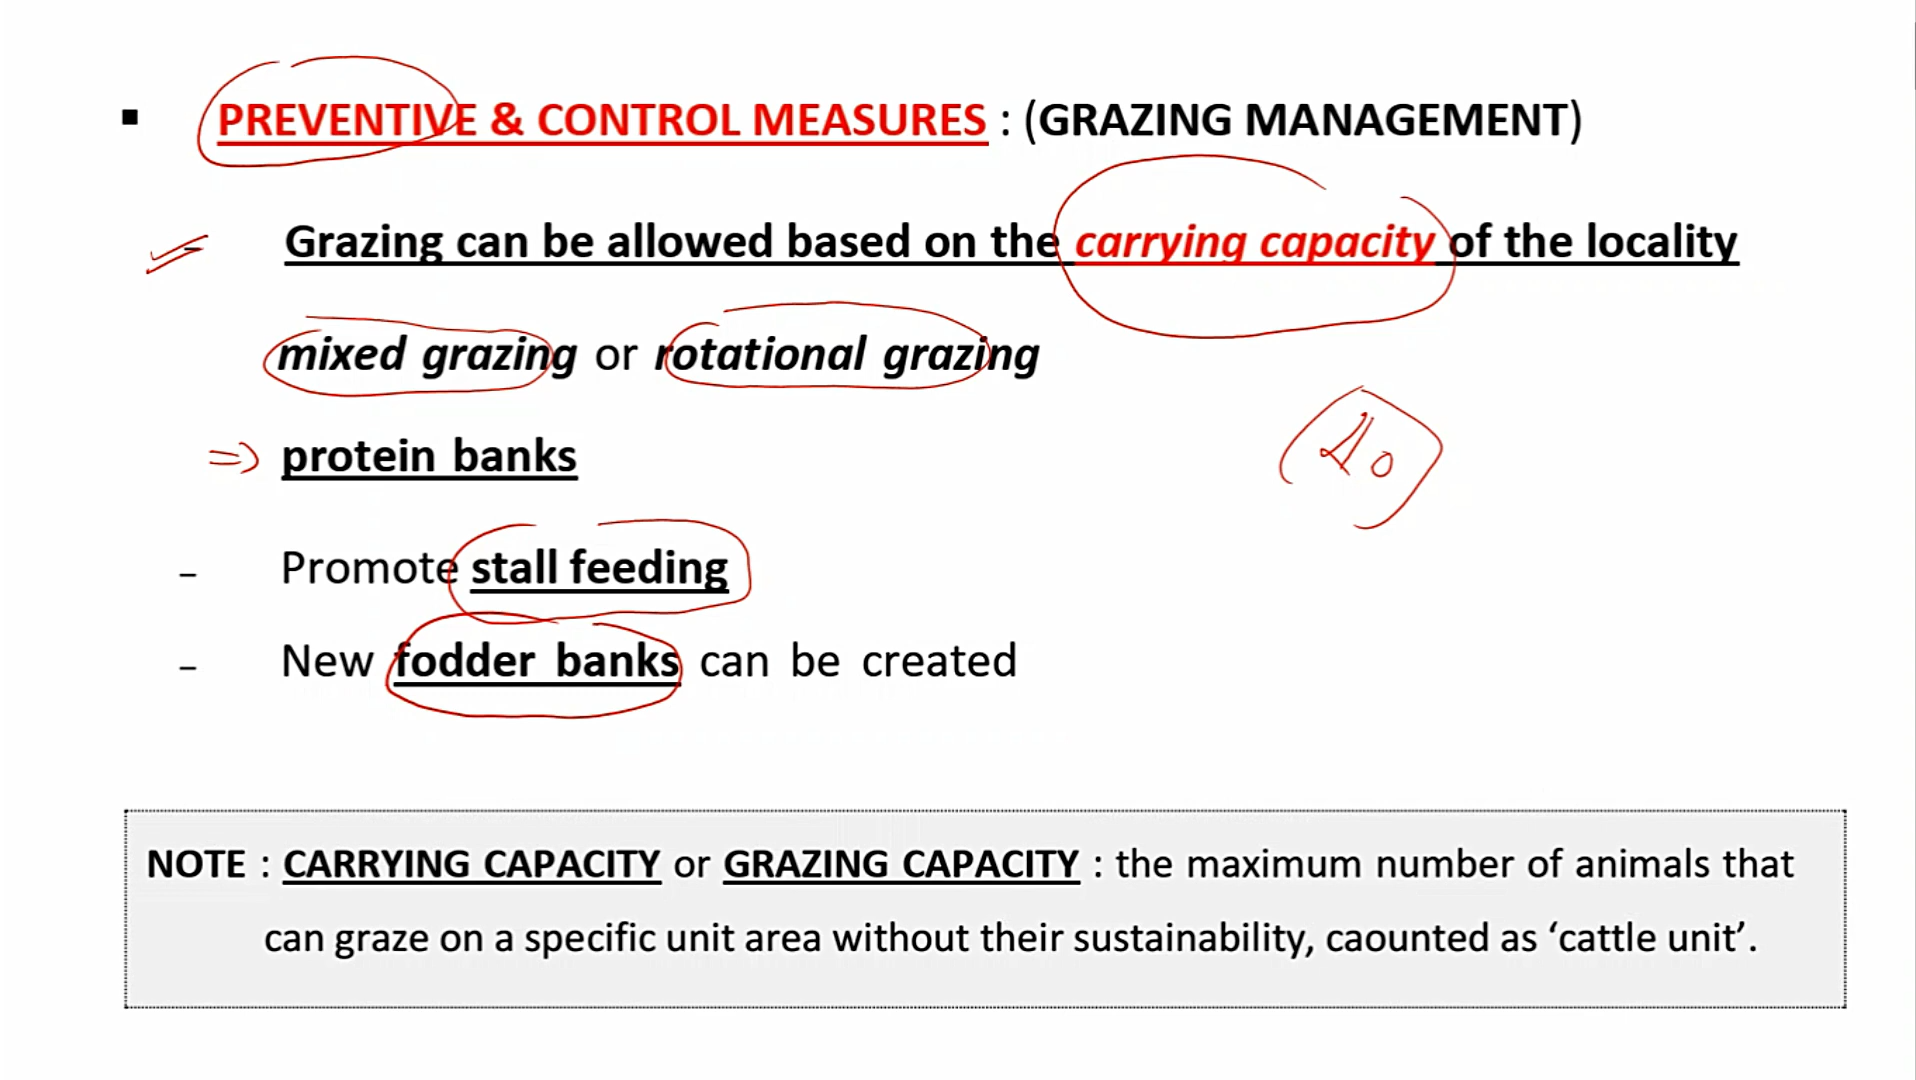 ▪ PREVENTIVE & CONTROL MEASURES : (GRAZING MANAGEMENT)
- Grazing can be allowed based on the carrying capacity of the locality
mixed grazing or rotational grazing
⇒ protein banks
– Promote stall feeding
– New fodder banks can be created
NOTE : CARRYING CAPACITY or GRAZING CAPACITY : the maximum number of animals that
can graze on a specific unit area without their sustainability, caounted as ‘cattle unit’.